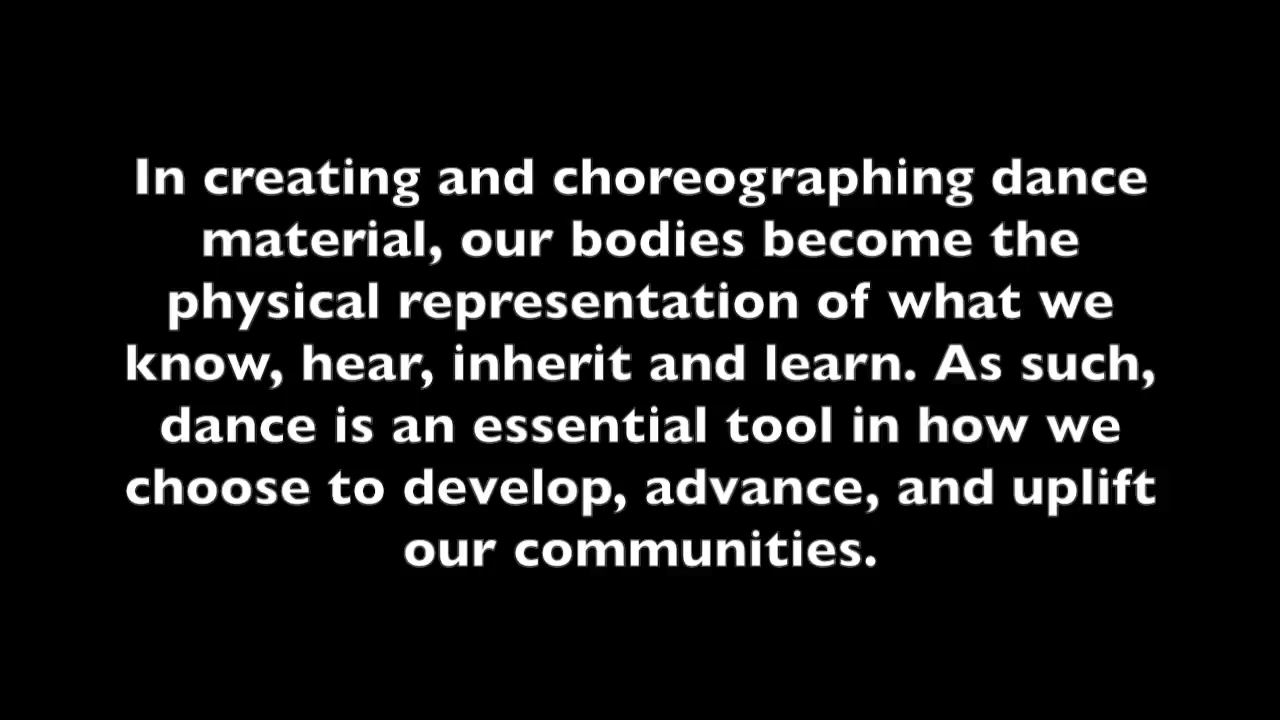 In creating and choreographing dance
material, our bodies become the
physical representation of what we
know, hear, inherit and learn. As such,
dance is an essential tool in how we
choose to develop, advance, and uplift
our communities.